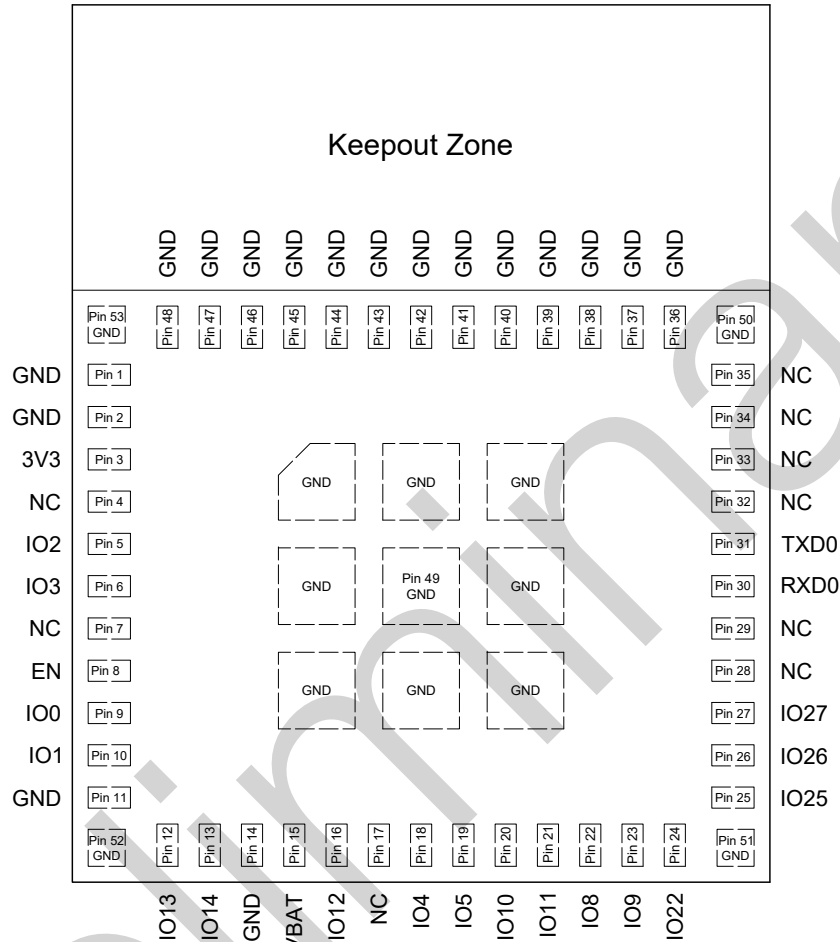 Keepout Zone
GND GND GND GND GND GND GND GND GND GND GND GND GND
Pin 53 GND
Pin 48 Pin 47 Pin 46 Pin 45 Pin 44 Pin 43 Pin 42 Pin 41 Pin 40 Pin 39 Pin 38 Pin 37 Pin 36
Pin 50 GND
GND Pin 1 Pin 35 NC
GND Pin 2 Pin 34 NC
3V3 Pin 3 Pin 33 NC
NC Pin 4 Pin 32 NC
GND GND GND
IO2 Pin 5 Pin 31 TXD0
IO3 Pin 6 Pin 30 RXD0
GND Pin 49 GND GND
NC Pin 7 Pin 29 NC
EN Pin 8 Pin 28 NC
GND GND GND
IO0 Pin 9 Pin 27 IO27
IO1 Pin 10 Pin 26 IO26
GND Pin 11 Pin 25 IO25
Pin 52 GND
Pin 12 Pin 13 Pin 14 Pin 15 Pin 16 Pin 17 Pin 18 Pin 19 Pin 20 Pin 21 Pin 22 Pin 23 Pin 24
Pin 51 GND
IO13 IO14 GND VBAT IO12 NC IO4 IO5 IO10 IO11 IO8 IO9 IO22